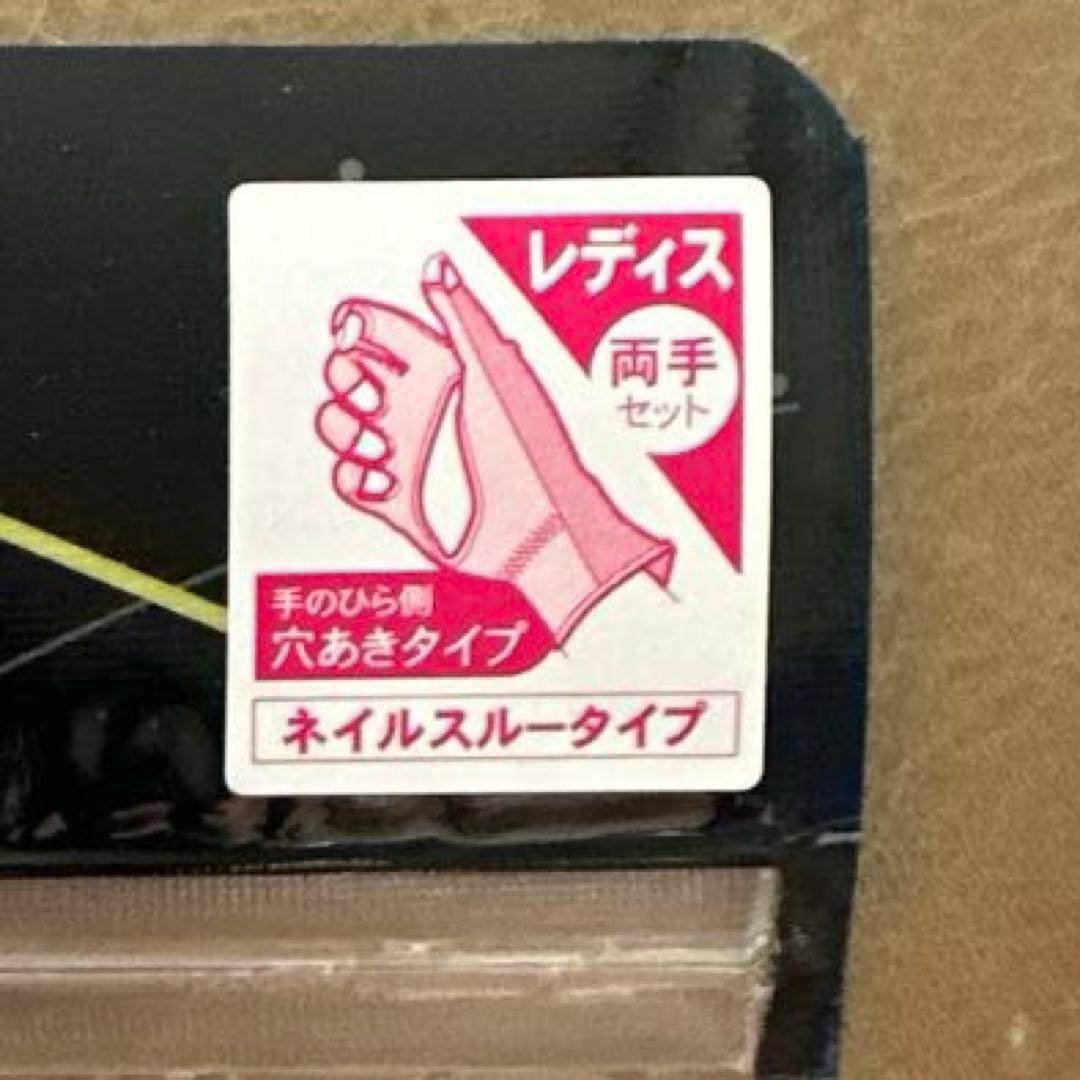 レディス
両手
セット
手のひら側
穴あきタイプ
ネイルスルータイプ